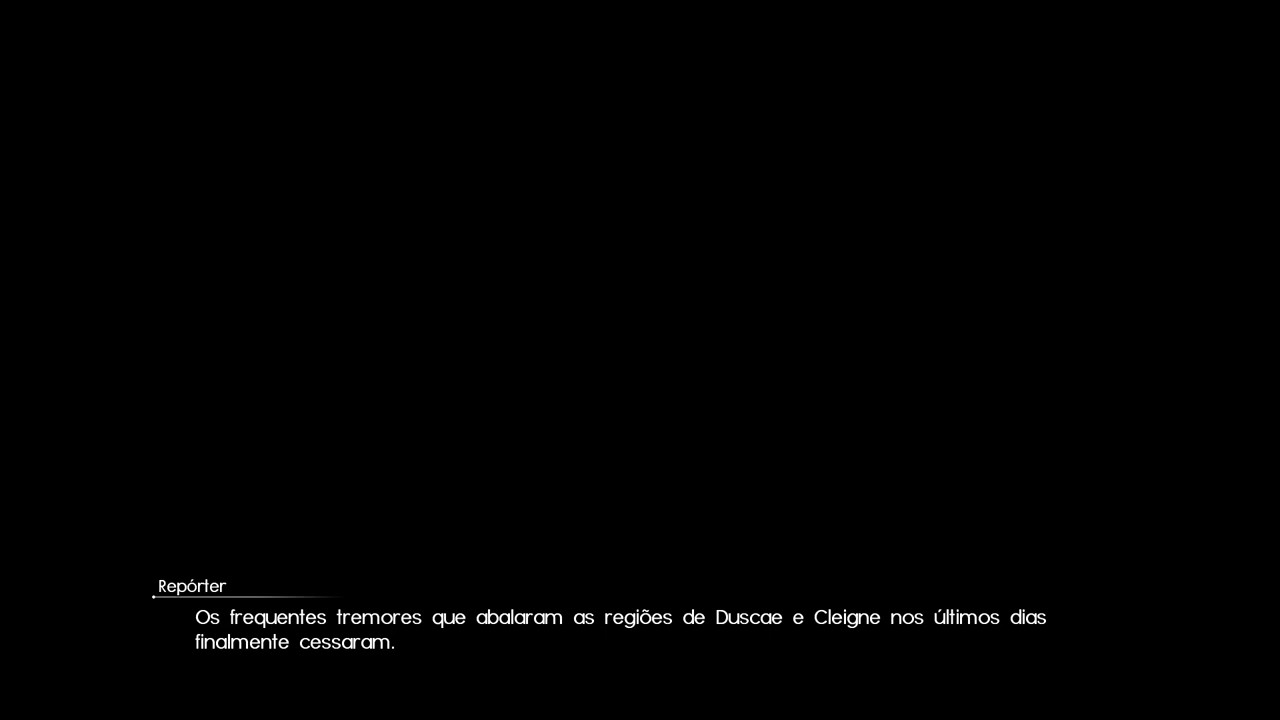 Repórter
Os frequentes tremores que abalaram as regiões de Duscae e Cleigne nos últimos dias
finalmente cessaram.